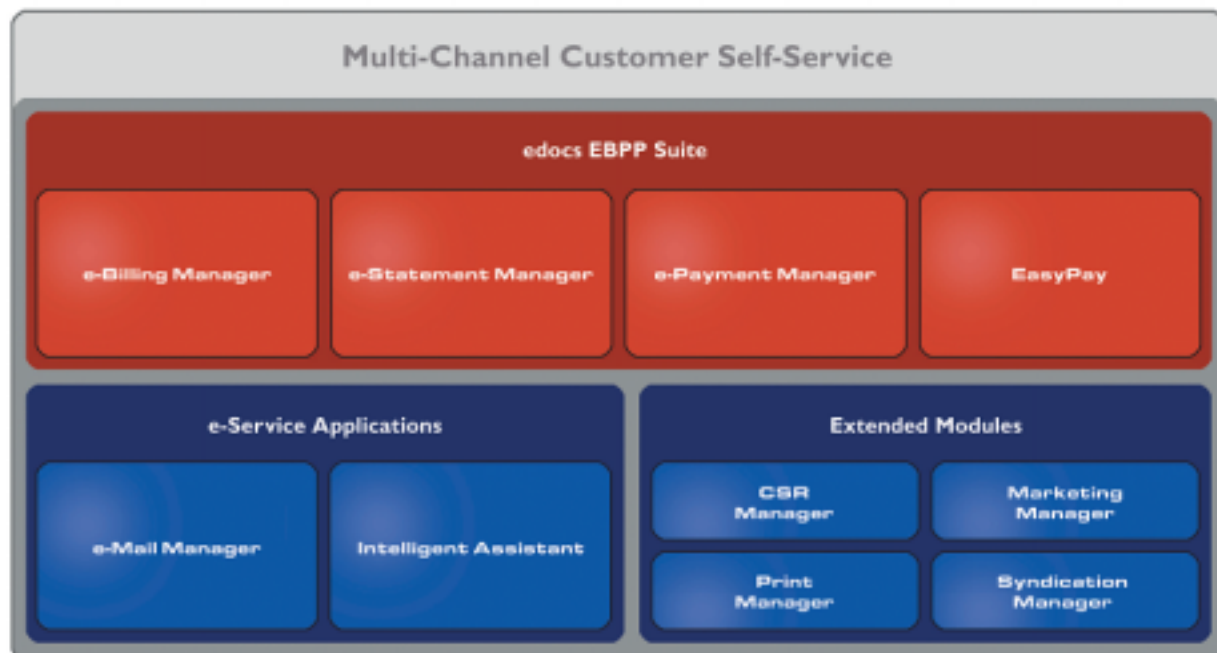 Multi-Channel Customer Self-Service
edocs EBPP Suite
e-Billing Manager
e-Statement Manager
e-Payment Manager
EasyPay
e-Service Applications
e-Mail Manager
Intelligent Assistant
Extended Modules
CSR
Manager
Marketing
Manager
Print
Manager
Syndication
Manager